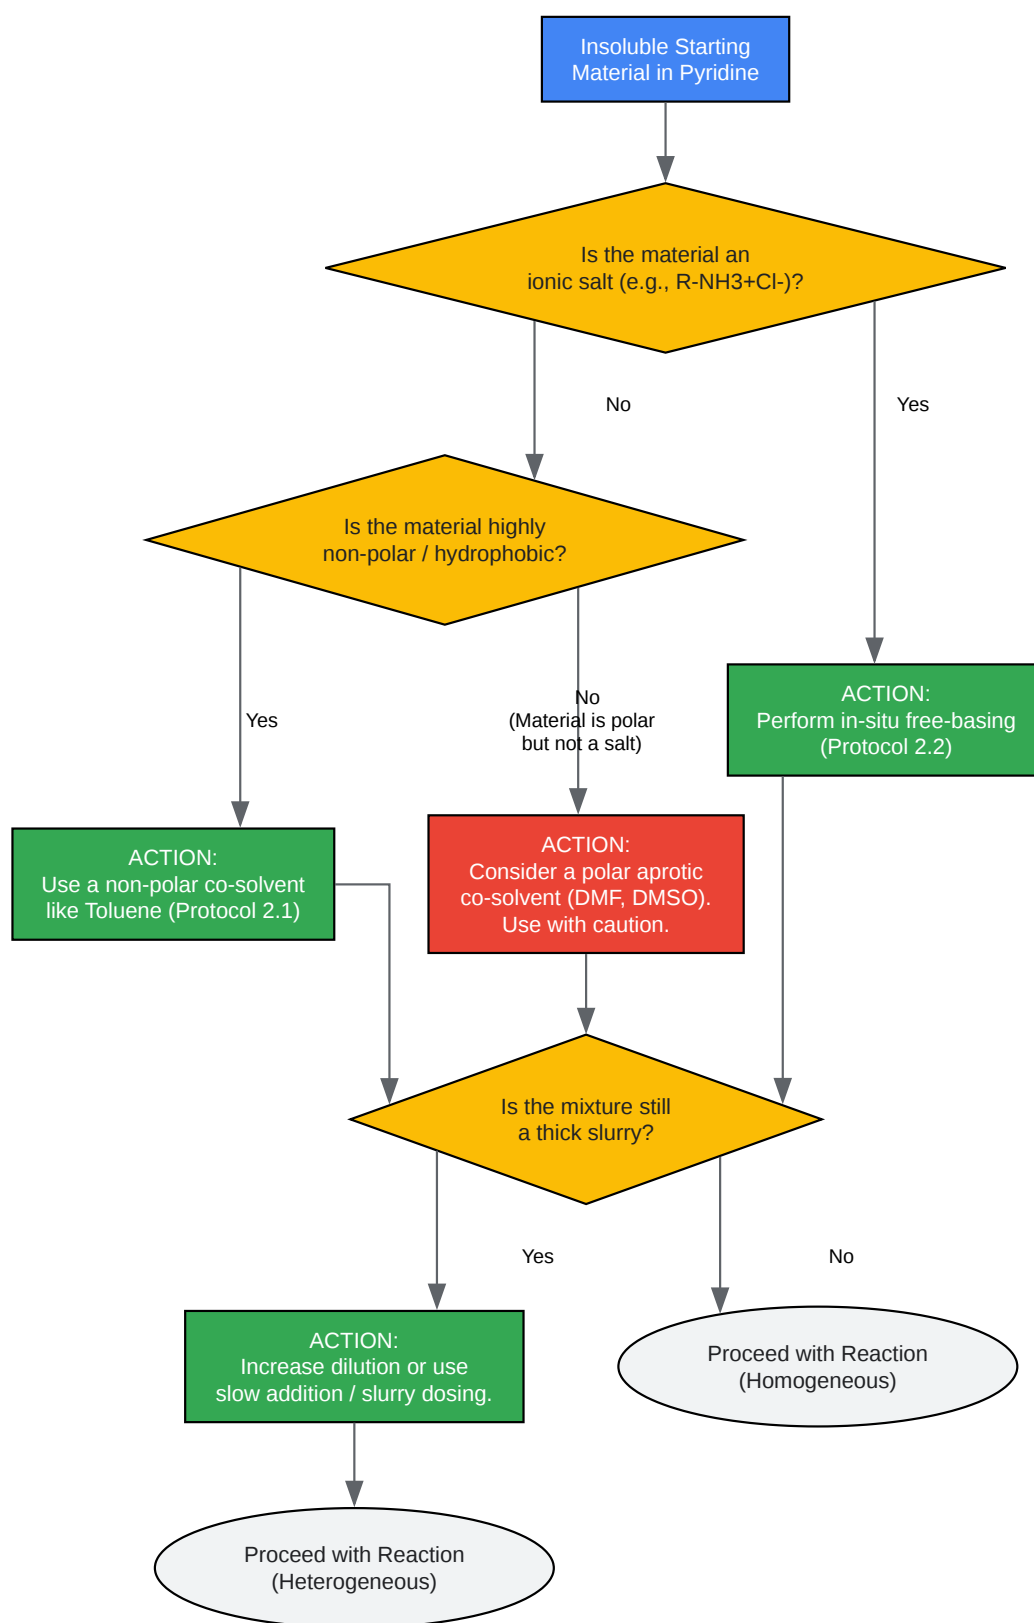 Insoluble Starting
Material in Pyridine
Is the material an
ionic salt (e.g., R-NH3+Cl-)?
No
Yes
Is the material highly
non-polar / hydrophobic?
Yes
No
(Material is polar
but not a salt)
ACTION:
Perform in-situ free-basing
(Protocol 2.2)
ACTION:
Use a non-polar co-solvent
like Toluene (Protocol 2.1)
ACTION:
Consider a polar aprotic
co-solvent (DMF, DMSO).
Use with caution.
Is the mixture still
a thick slurry?
Yes
No
ACTION:
Increase dilution or use
slow addition / slurry dosing.
Proceed with Reaction
(Homogeneous)
Proceed with Reaction
(Heterogeneous)